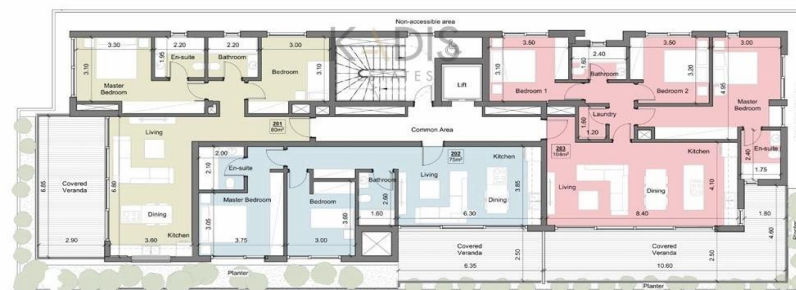 Non-accessible area
KADIS
3.30
2.20
2.20
3.00
3.50
2.40
3.50
3.00
1.95
En-suite
Bathroom
3.10
Bedroom
3.10
3.10
1.60
Bathroom
3.20
Master
Bedroom
Lift
Bedroom 1
Bedroom 2
4.95
Master
Bedroom
Living
201
80m²
Common Area
Laundry
1.60
1.20
2.00
2.10
En-suite
202
75m²
Kitchen
203
108m²
Kitchen
2.40
En-suite
1.75
Covered
Veranda
6.85
6.80
Master Bedroom
Bedroom
Bathroom
2.60
Living
3.85
Dining
Living
Dining
4.10
Dining
3.05
3.60
1.60
6.30
8.40
1.80
2.90
3.60
Kitchen
3.75
3.00
Covered
Veranda
2.50
Covered
Veranda
2.50
4.60
6.35
10.60
Planter
Planter